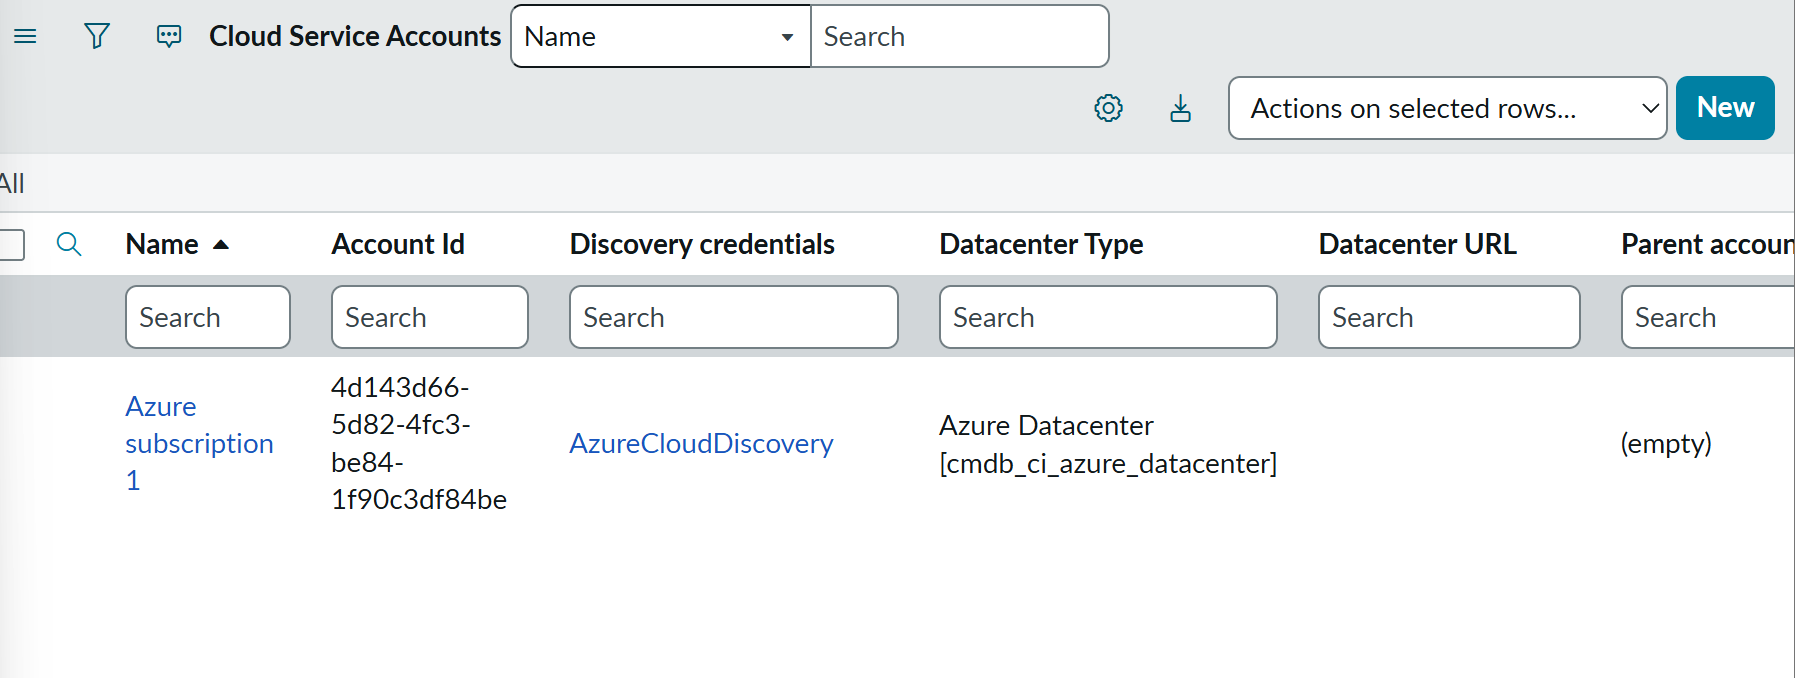 Cloud Service Accounts Name Search
Actions on selected rows... New
All
Name Account Id Discovery credentials Datacenter Type Datacenter URL Parent accoun
Search Search Search Search Search Search
Azure
subscription
1
4d143d66-
5d82-4fc3-
be84-
1f90c3df84be
AzureCloudDiscovery
Azure Datacenter
[cmdb_ci_azure_datacenter]
(empty)